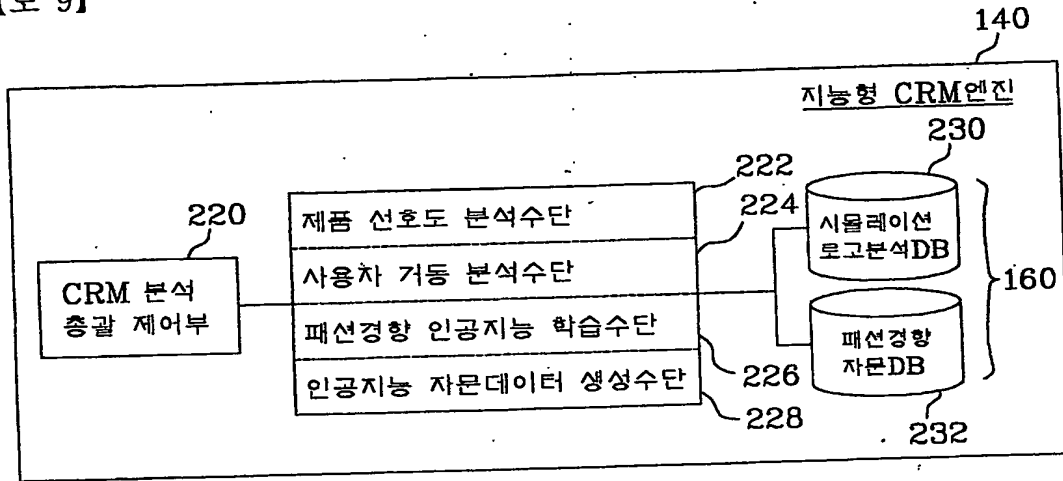 【도 9】
140
지능형 CRM엔진
230
222
220
제품 선호도 분석수단
224
시뮬레이션
로고분석DB
사용자 거동 분석수단
CRM 분석
총괄 제어부
160
패션경향 인공지능 학습수단
226
패션경향
자문DB
인공지능 자문데이터 생성수단
228
232